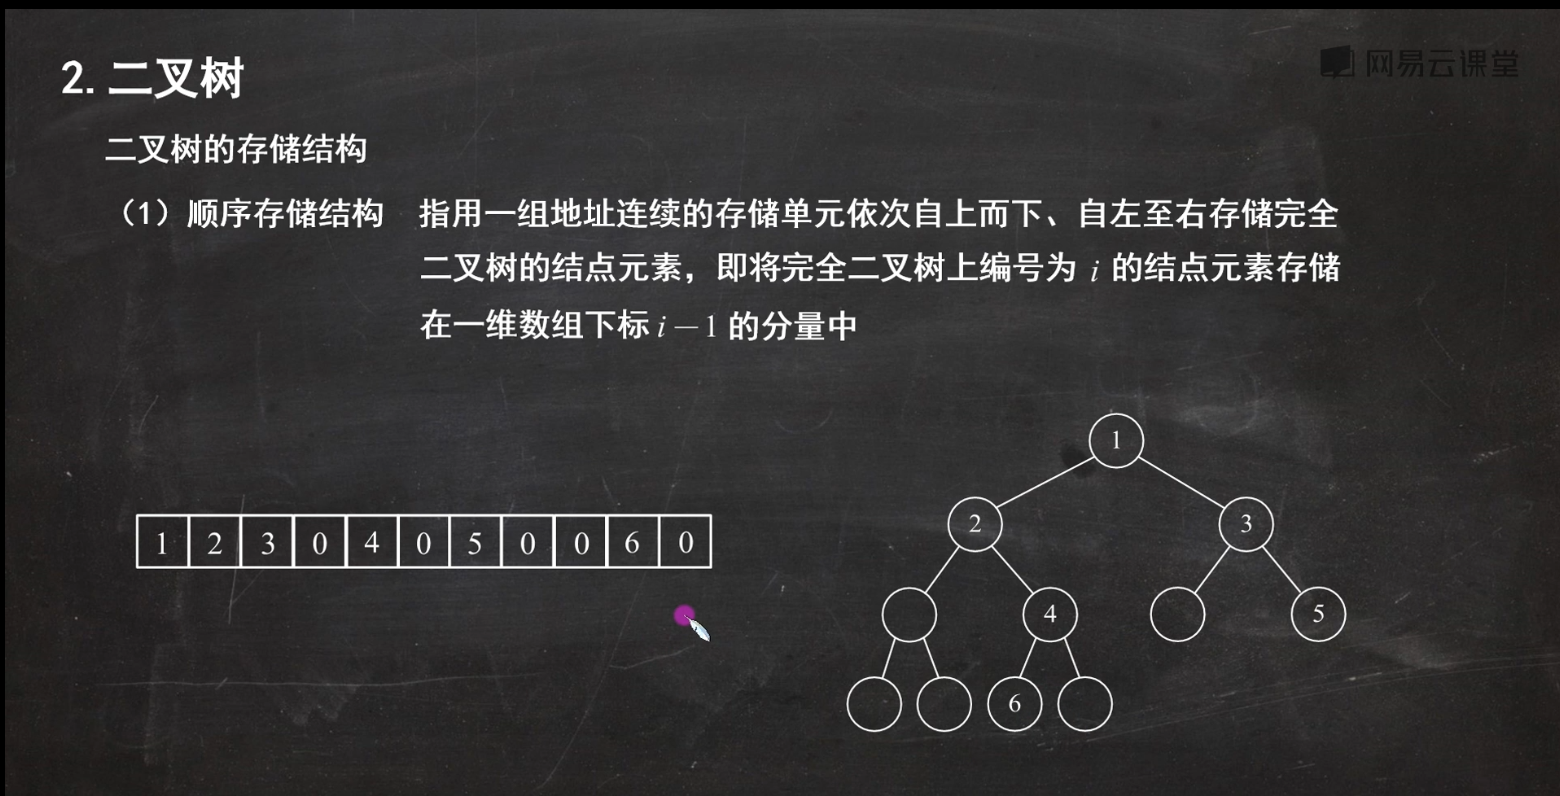 网易云课堂
2. 二叉树
二叉树的存储结构
（1）顺序存储结构 指用一组地址连续的存储单元依次自上而下、自左至右存储完全
二叉树的结点元素，即将完全二叉树上编号为 i 的结点元素存储
在一维数组下标 i－1 的分量中
1 2 3 0 4 0 5 0 0 6 0
1
2 3
4 5
6